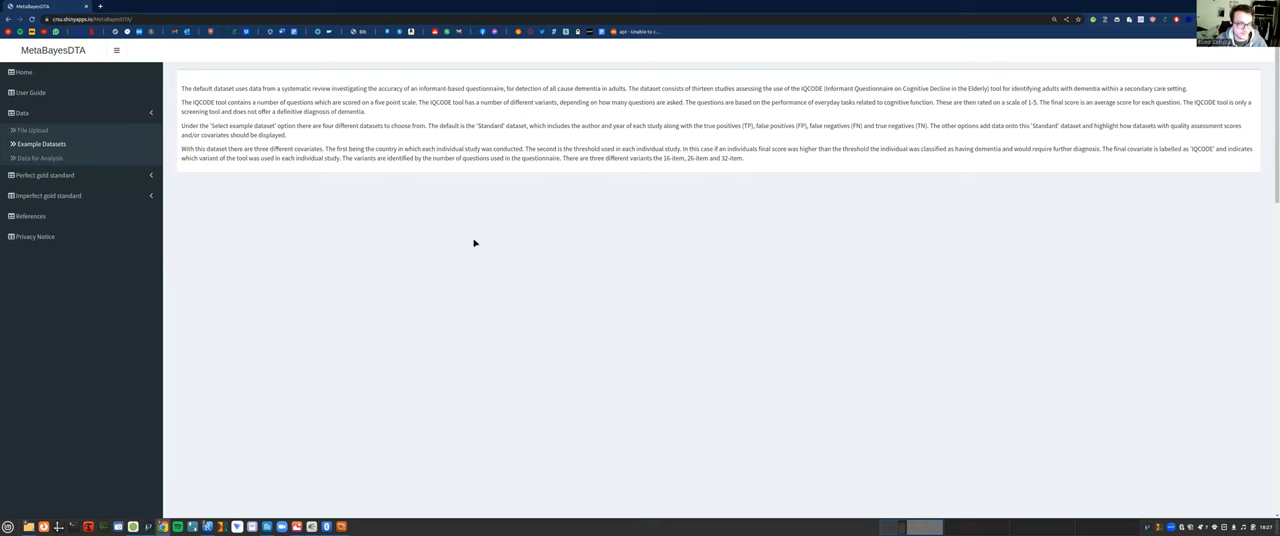 MetaBayesDTA
crsu.shinyapps.io/MetaBayesDTA/
Bib
apt - Unable to c...
MetaBayesDTA
Home
User Guide
Data
File Upload
Example Datasets
Data for Analysis
Perfect gold standard
Imperfect gold standard
References
Privacy Notice
The default dataset uses data from a systematic review investigating the accuracy of an informant-based questionnaire, for detection of all cause dementia in adults. The dataset consists of thirteen studies assessing the use of the IQCODE (Informant Questionnaire on Cognitive Decline in the Elderly) tool for identifying adults with dementia within a secondary care setting.
The IQCODE tool contains a number of questions which are scored on a five point scale. The IQCODE tool has a number of different variants, depending on how many questions are asked. The questions are based on the performance of everyday tasks related to cognitive function. These are then rated on a scale of 1-5. The final score is an average score for each question. The IQCODE tool is only a
screening tool and does not offer a definitive diagnosis of dementia.
Under the 'Select example dataset' option there are four different datasets to choose from. The default is the 'Standard' dataset, which includes the author and year of each study along with the true positives (TP), false positives (FP), false negatives (FN) and true negatives (TN). The other options add data onto this 'Standard' dataset and highlight how datasets with quality assessment scores
and/or covariates should be displayed.
With this dataset there are three different covariates. The first being the country in which each individual study was conducted. The second is the threshold used in each individual study. In this case if an individuals final score was higher than the threshold the individual was classified as having dementia and would require further diagnosis. The final covariate is labelled as 'IQCODE' and indicates
which variant of the tool was used in each individual study. The variants are identified by the number of questions used in the questionnaire. There are three different variants the 16-item, 26-item and 32-item.
18:27